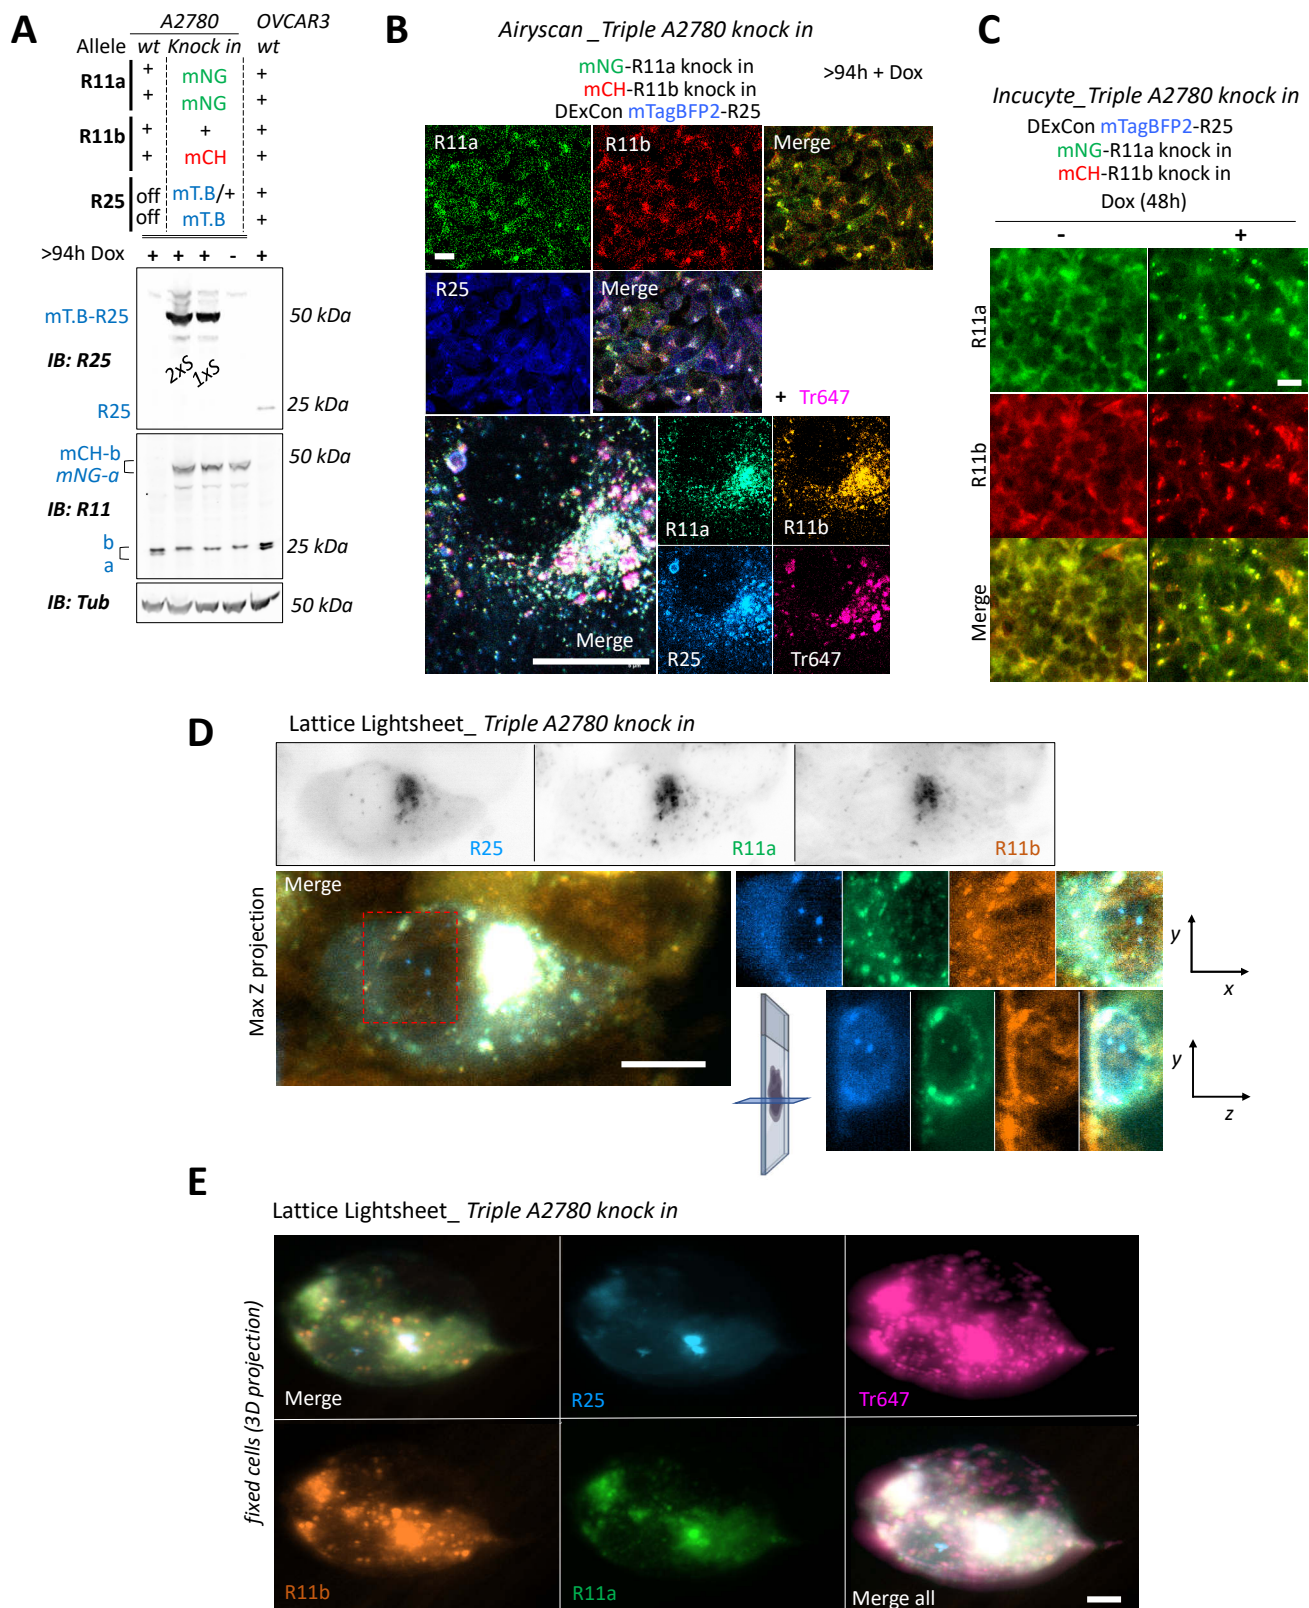 A
A2780 OVCAR3
Allele wt Knock in wt
R11a + mNG +
+ mNG +
R11b + + +
+ mCH +
R25 off mT.B/+ +
off mT.B +
>94h Dox + + + - +
mT.B-R25 50 kDa
IB: R25 2xS 1xS
R25 25 kDa
mCH-b 50 kDa
mNG-a
IB: R11
b 25 kDa
a
IB: Tub 50 kDa
B
Airyscan _Triple A2780 knock in
mNG-R11a knock in >94h + Dox
mCH-R11b knock in
DExCon mTagBFP2-R25
R11a R11b Merge
R25 Merge
+ Tr647
R11a R11b
Merge R25 Tr647
C
Incucyte_Triple A2780 knock in
DExCon mTagBFP2-R25
mNG-R11a knock in
mCH-R11b knock in
Dox (48h)
- +
R11a
R11b
Merge
D
Lattice Lightsheet_ Triple A2780 knock in
R25 R11a R11b
Max Z projection
Merge
y
x
y
z
E
Lattice Lightsheet_ Triple A2780 knock in
fixed cells (3D projection)
Merge R25 Tr647
R11b R11a Merge all